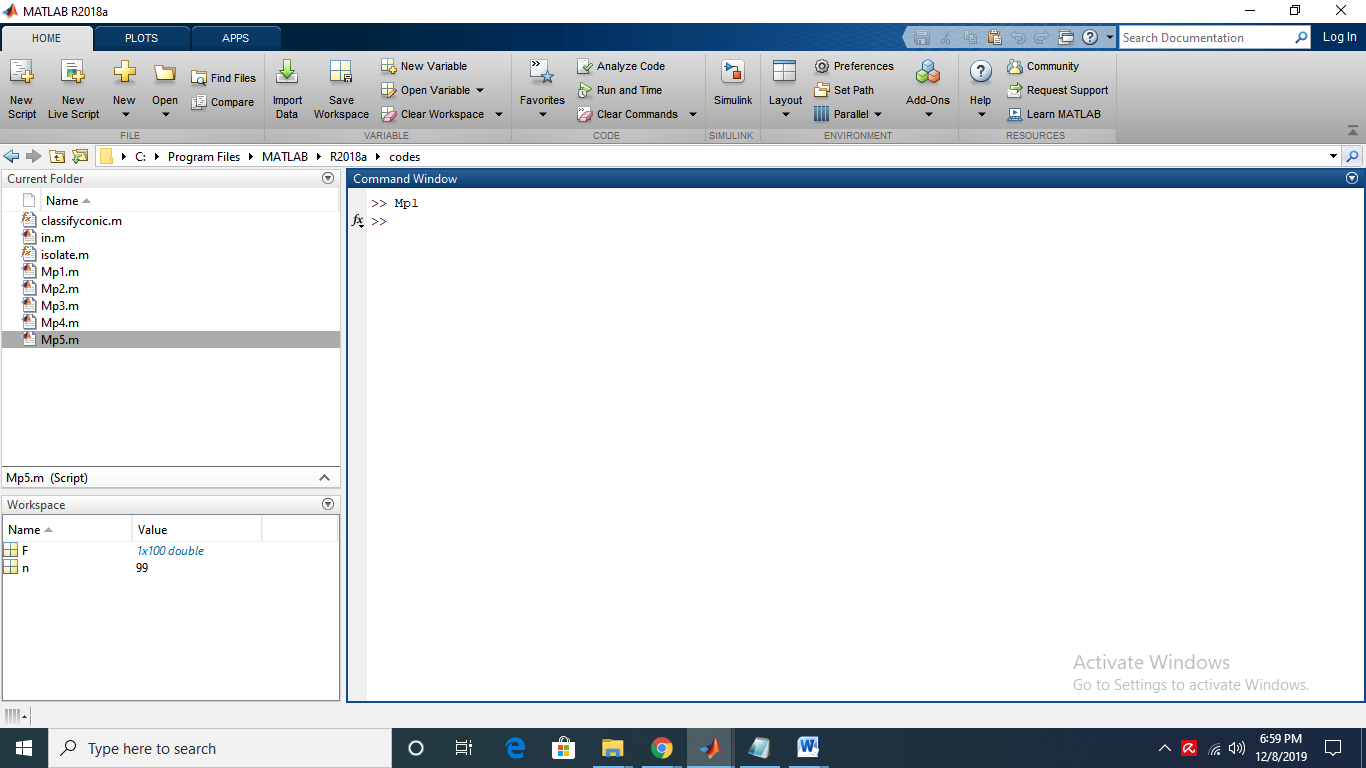 MATLAB R2018a
HOME PLOTS APPS Search Documentation Log In
New Script
New Live Script
New
Open
Find Files
Compare
FILE
Import Data
Save Workspace
New Variable
Open Variable
Clear Workspace
VARIABLE
Favorites
Analyze Code
Run and Time
Clear Commands
CODE
Simulink
SIMULINK
Layout
Preferences
Set Path
Parallel
ENVIRONMENT
Add-Ons
Help
Community
Request Support
Learn MATLAB
RESOURCES
C: Program Files MATLAB R2018a codes
Current Folder
Name
classifyconic.m
in.m
isolate.m
Mp1.m
Mp2.m
Mp3.m
Mp4.m
Mp5.m
Mp5.m (Script)
Workspace
Name Value
F 1x100 double
n 99
Command Window
>> Mp1
fx >>
Activate Windows
Go to Settings to activate Windows.
Type here to search
6:59 PM
12/8/2019